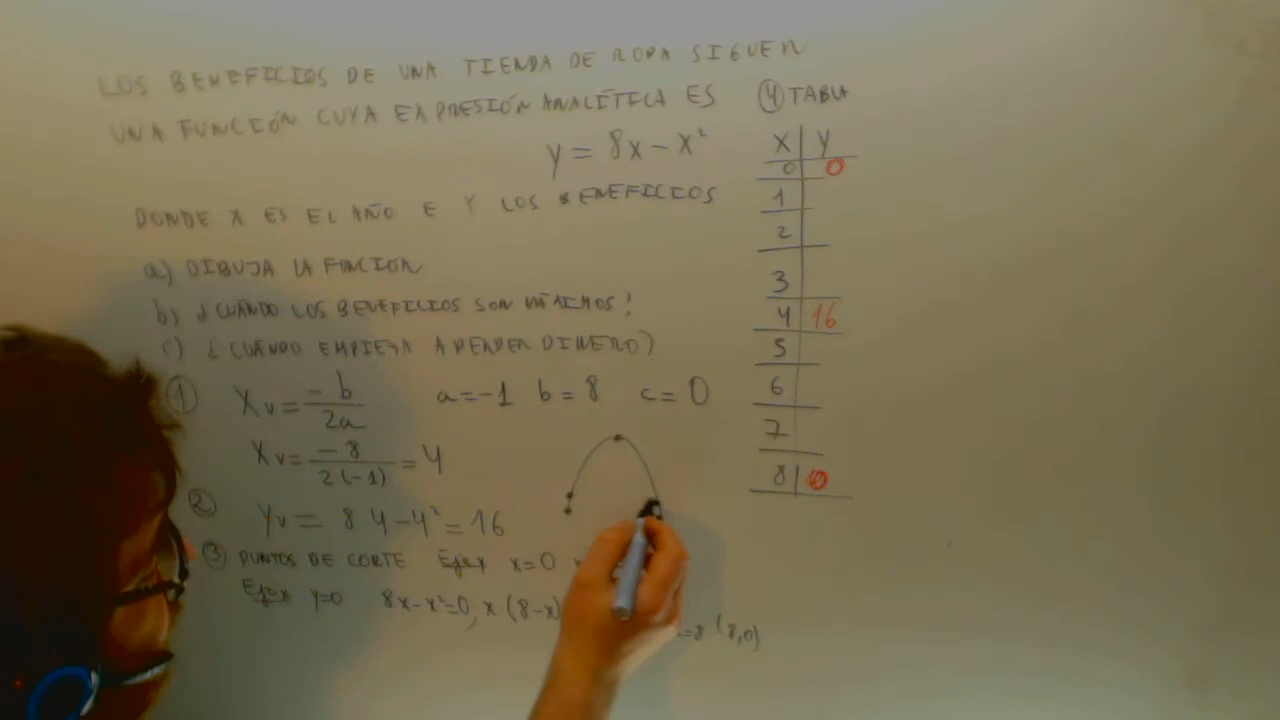 LOS BENEFICIOS DE UNA TIENDA DE ROPA SIGUEN
UNA FUNCIÓN CUYA EXPRESIÓN ANALÍTICA ES
y = 8x - x²
DONDE X ES EL AÑO E Y LOS BENEFICIOS
a) DIBUJA LA FUNCIÓN
b) ¿CUÁNDO LOS BENEFICIOS SON MÁXIMOS?
c) ¿CUÁNDO EMPIEZA A PERDER DINERO?
① Xv = -b/2a a=-1 b=8 c=0
Xv = -8/2(-1) = 4
② Yv = 8 4 - 4² = 16
③ PUNTOS DE CORTE Eje y x=0
Eje x y=0 8x-x²=0, x(8-x)
=8 (8,0)
④ TABLA
X Y
0 0
1
2
3
4 16
5
6
7
8 0